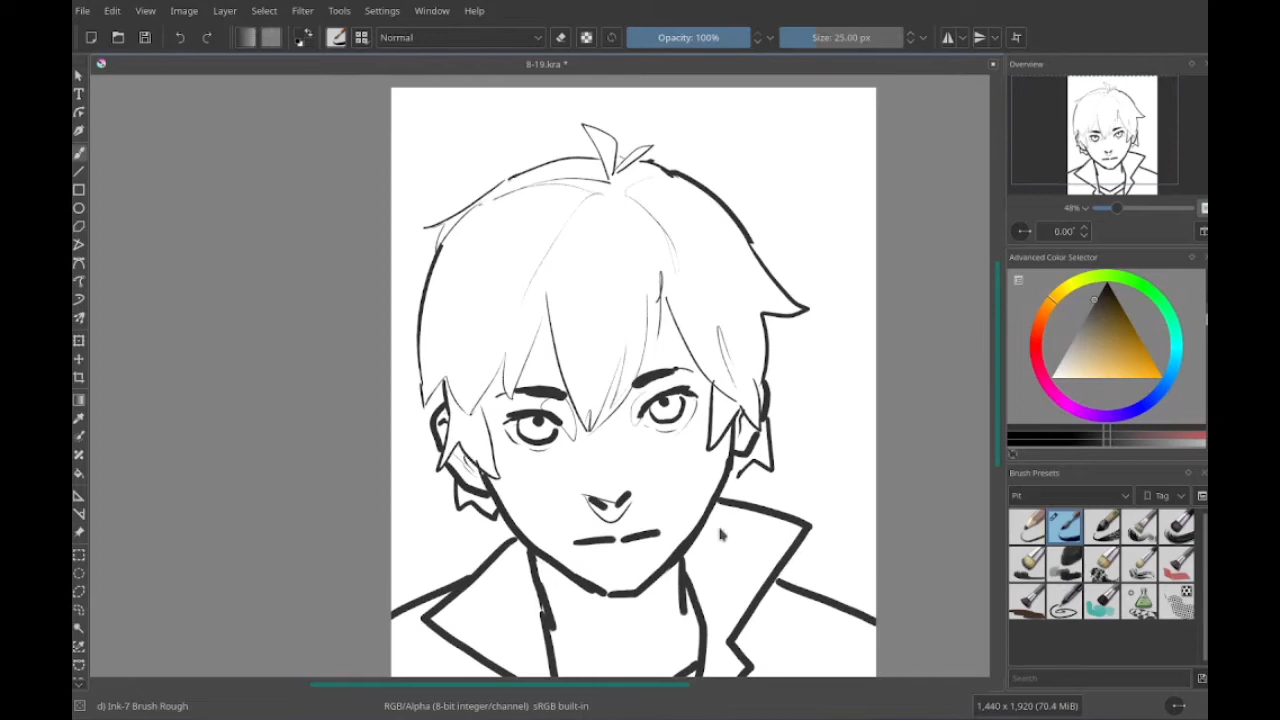 File Edit View Image Layer Select Filter Tools Settings Window Help
Normal Opacity: 100% Size: 25.00 px
8-19.kra *
Overview
48%
0.00°
Advanced Color Selector
Brush Presets
Pit Tag
Search
d) Ink-7 Brush Rough RGB/Alpha (8-bit integer/channel) sRGB built-in 1,440 x 1,920 (70.4 MiB)